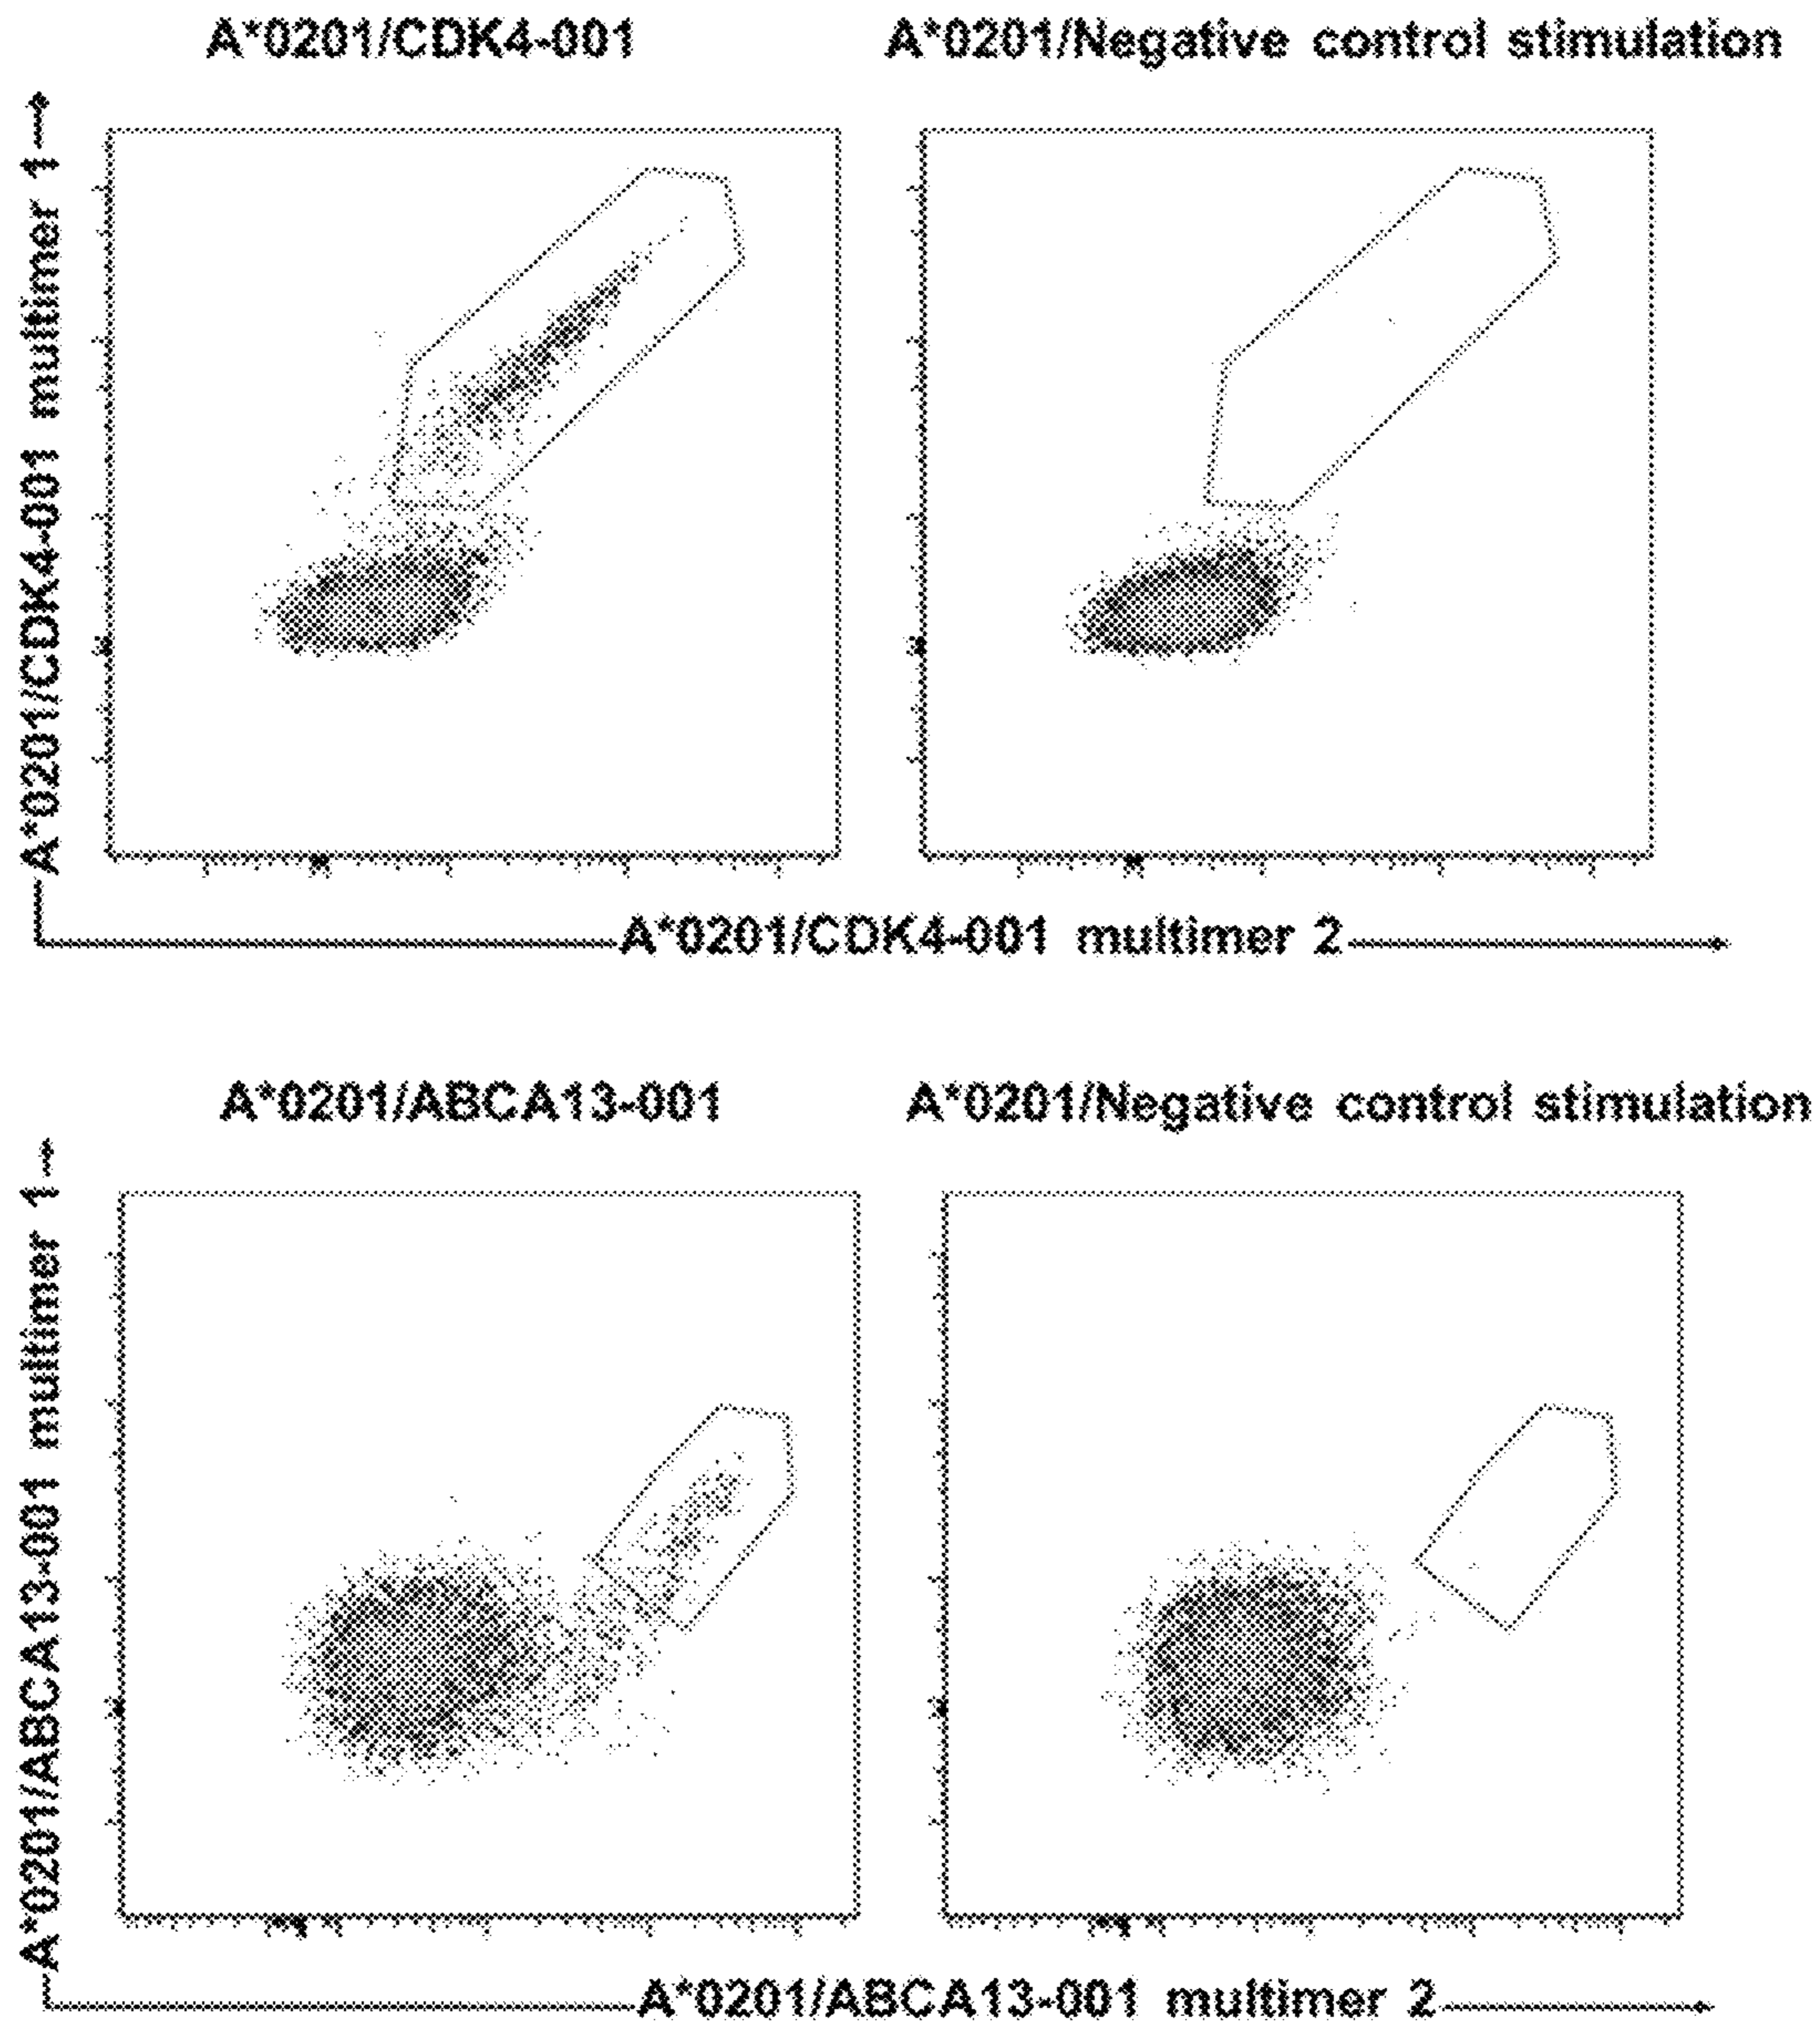 A*0201/CDK4-001
A*0201/Negative control stimulation
A*0201/CDK4-001 multimer 1
A*0201/CDK4-001 multimer 2
A*0201/ABCA13-001
A*0201/Negative control stimulation
A*0201/ABCA13-001 multimer 1
A*0201/ABCA13-001 multimer 2